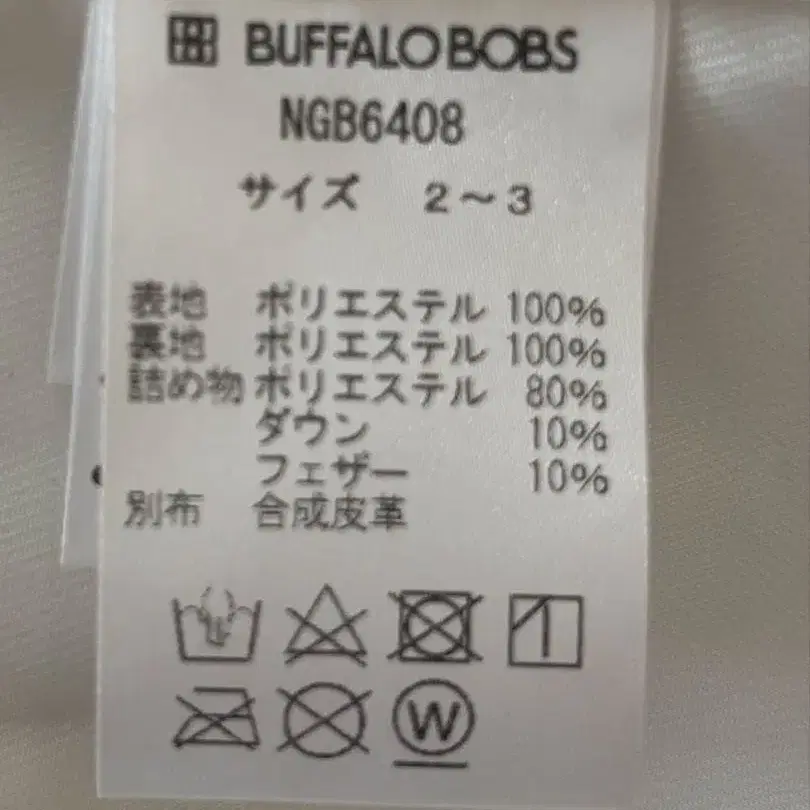 BUFFALO BOBS
NGB6408
サイズ 2～3
表地 ポリエステル 100%
裏地 ポリエステル 100%
詰め物 ポリエステル 80%
ダウン 10%
フェザー 10%
別布 合成皮革
W